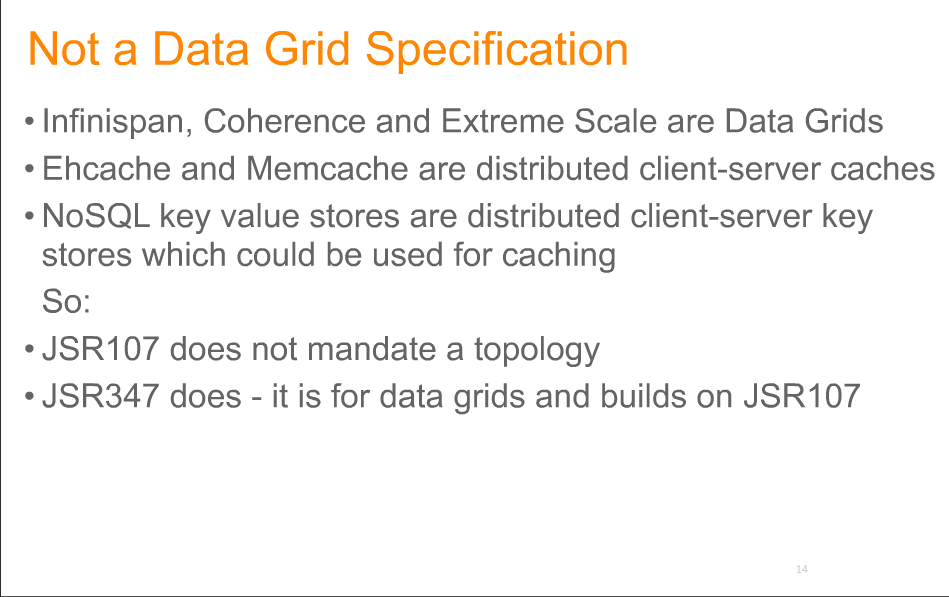 Not a Data Grid Specification
• Infinispan, Coherence and Extreme Scale are Data Grids
• Ehcache and Memcache are distributed client-server caches
• NoSQL key value stores are distributed client-server key
stores which could be used for caching
So:
• JSR107 does not mandate a topology
• JSR347 does - it is for data grids and builds on JSR107
14